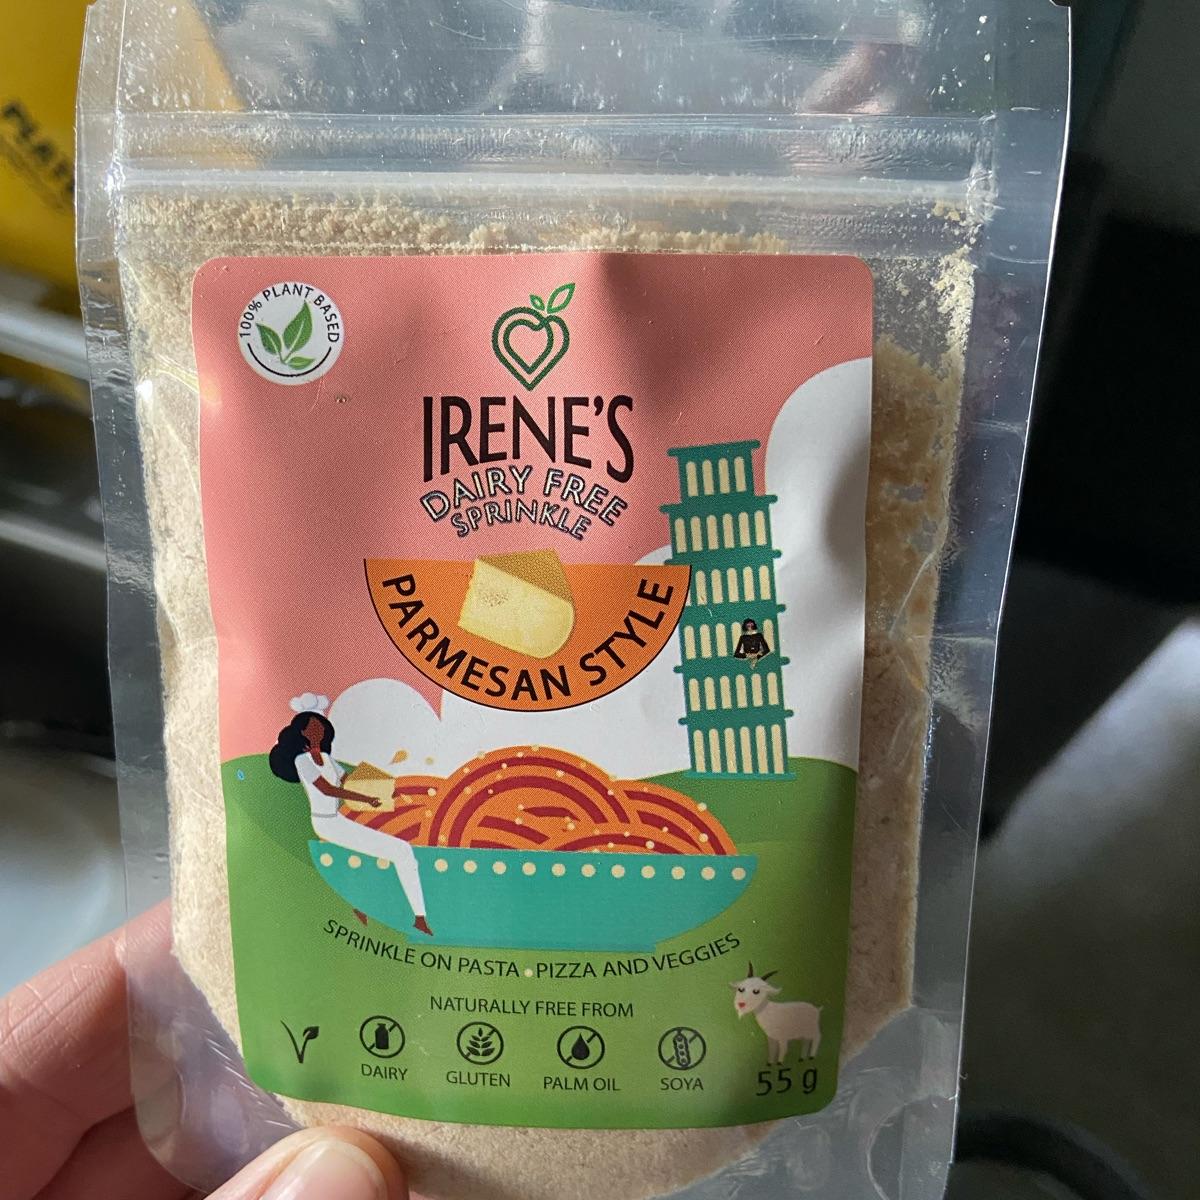 100% PLANT BASED
IRENE'S
DAIRY FREE
SPRINKLE
PARMESAN STYLE
SPRINKLE ON PASTA • PIZZA AND VEGGIES
NATURALLY FREE FROM
DAIRY
GLUTEN
PALM OIL
SOYA
55 g